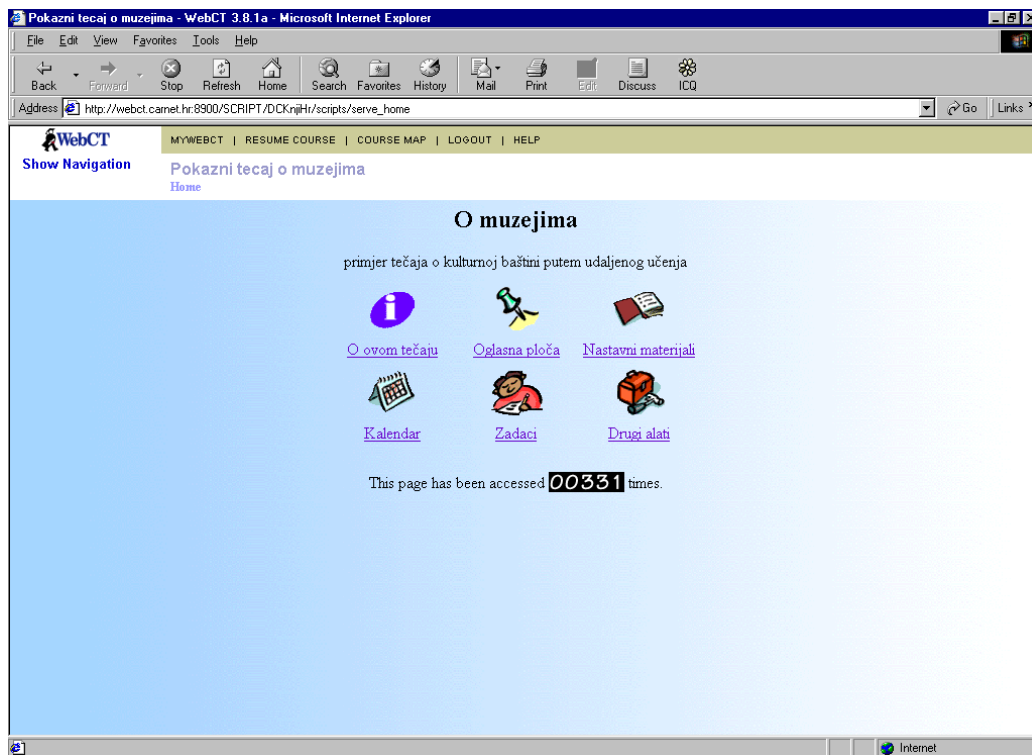 Pokazni tecaj o muzejima - WebCT 3.8.1a - Microsoft Internet Explorer
File Edit View Favorites Tools Help
Back Forward Stop Refresh Home Search Favorites History Mail Print Edit Discuss ICQ
Address http://webct.carnet.hr:8900/SCRIPT/DCKnjiHr/scripts/serve_home Go Links
WebCT MYWEBCT | RESUME COURSE | COURSE MAP | LOGOUT | HELP
Show Navigation Pokazni tecaj o muzejima
Home
O muzejima
primjer tečaja o kulturnoj baštini putem udaljenog učenja
O ovom tečaju Oglasna ploča Nastavni materijali
Kalendar Zadaci Drugi alati
This page has been accessed 00331 times.
Internet